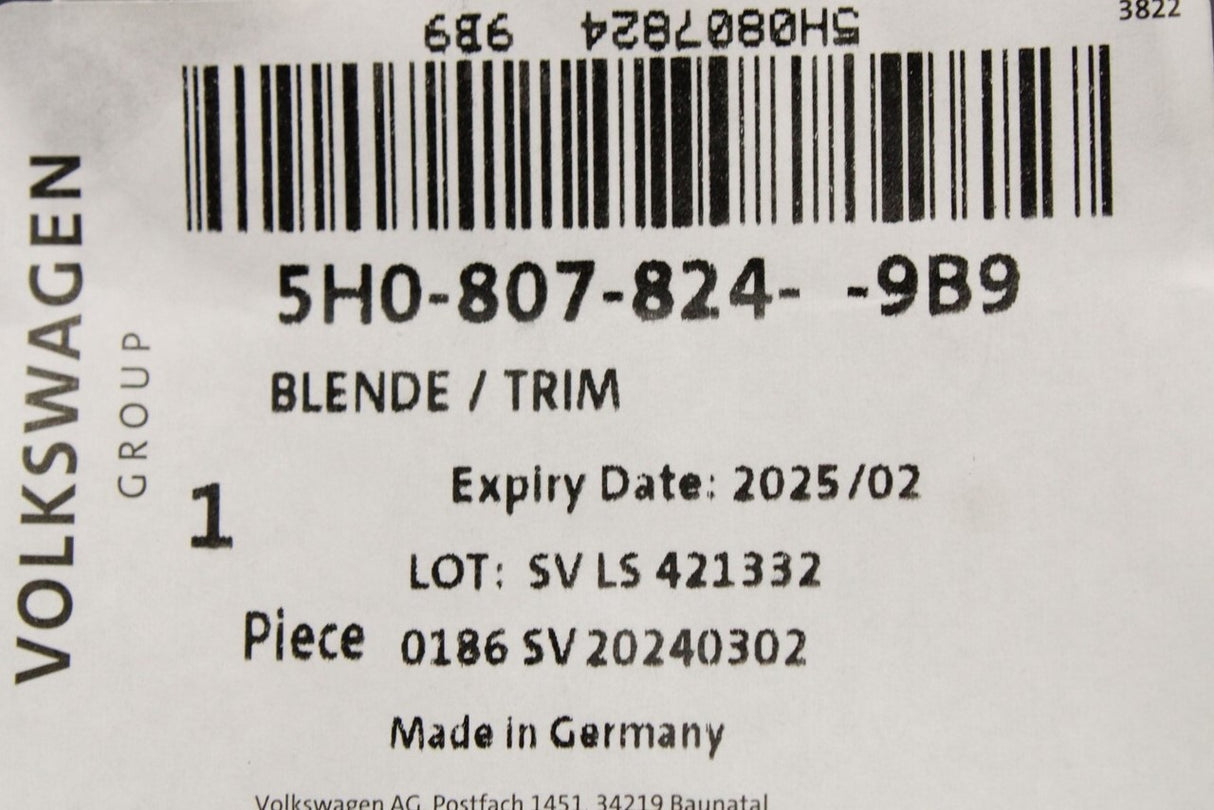 3822
5H0807824 9B9
VOLKSWAGEN
GROUP
5H0-807-824- -9B9
BLENDE / TRIM
Expiry Date: 2025/02
1
LOT: SV LS 421332
Piece 0186 SV 20240302
Made in Germany
Volkswagen AG, Postfach 1451, 34219 Baunatal